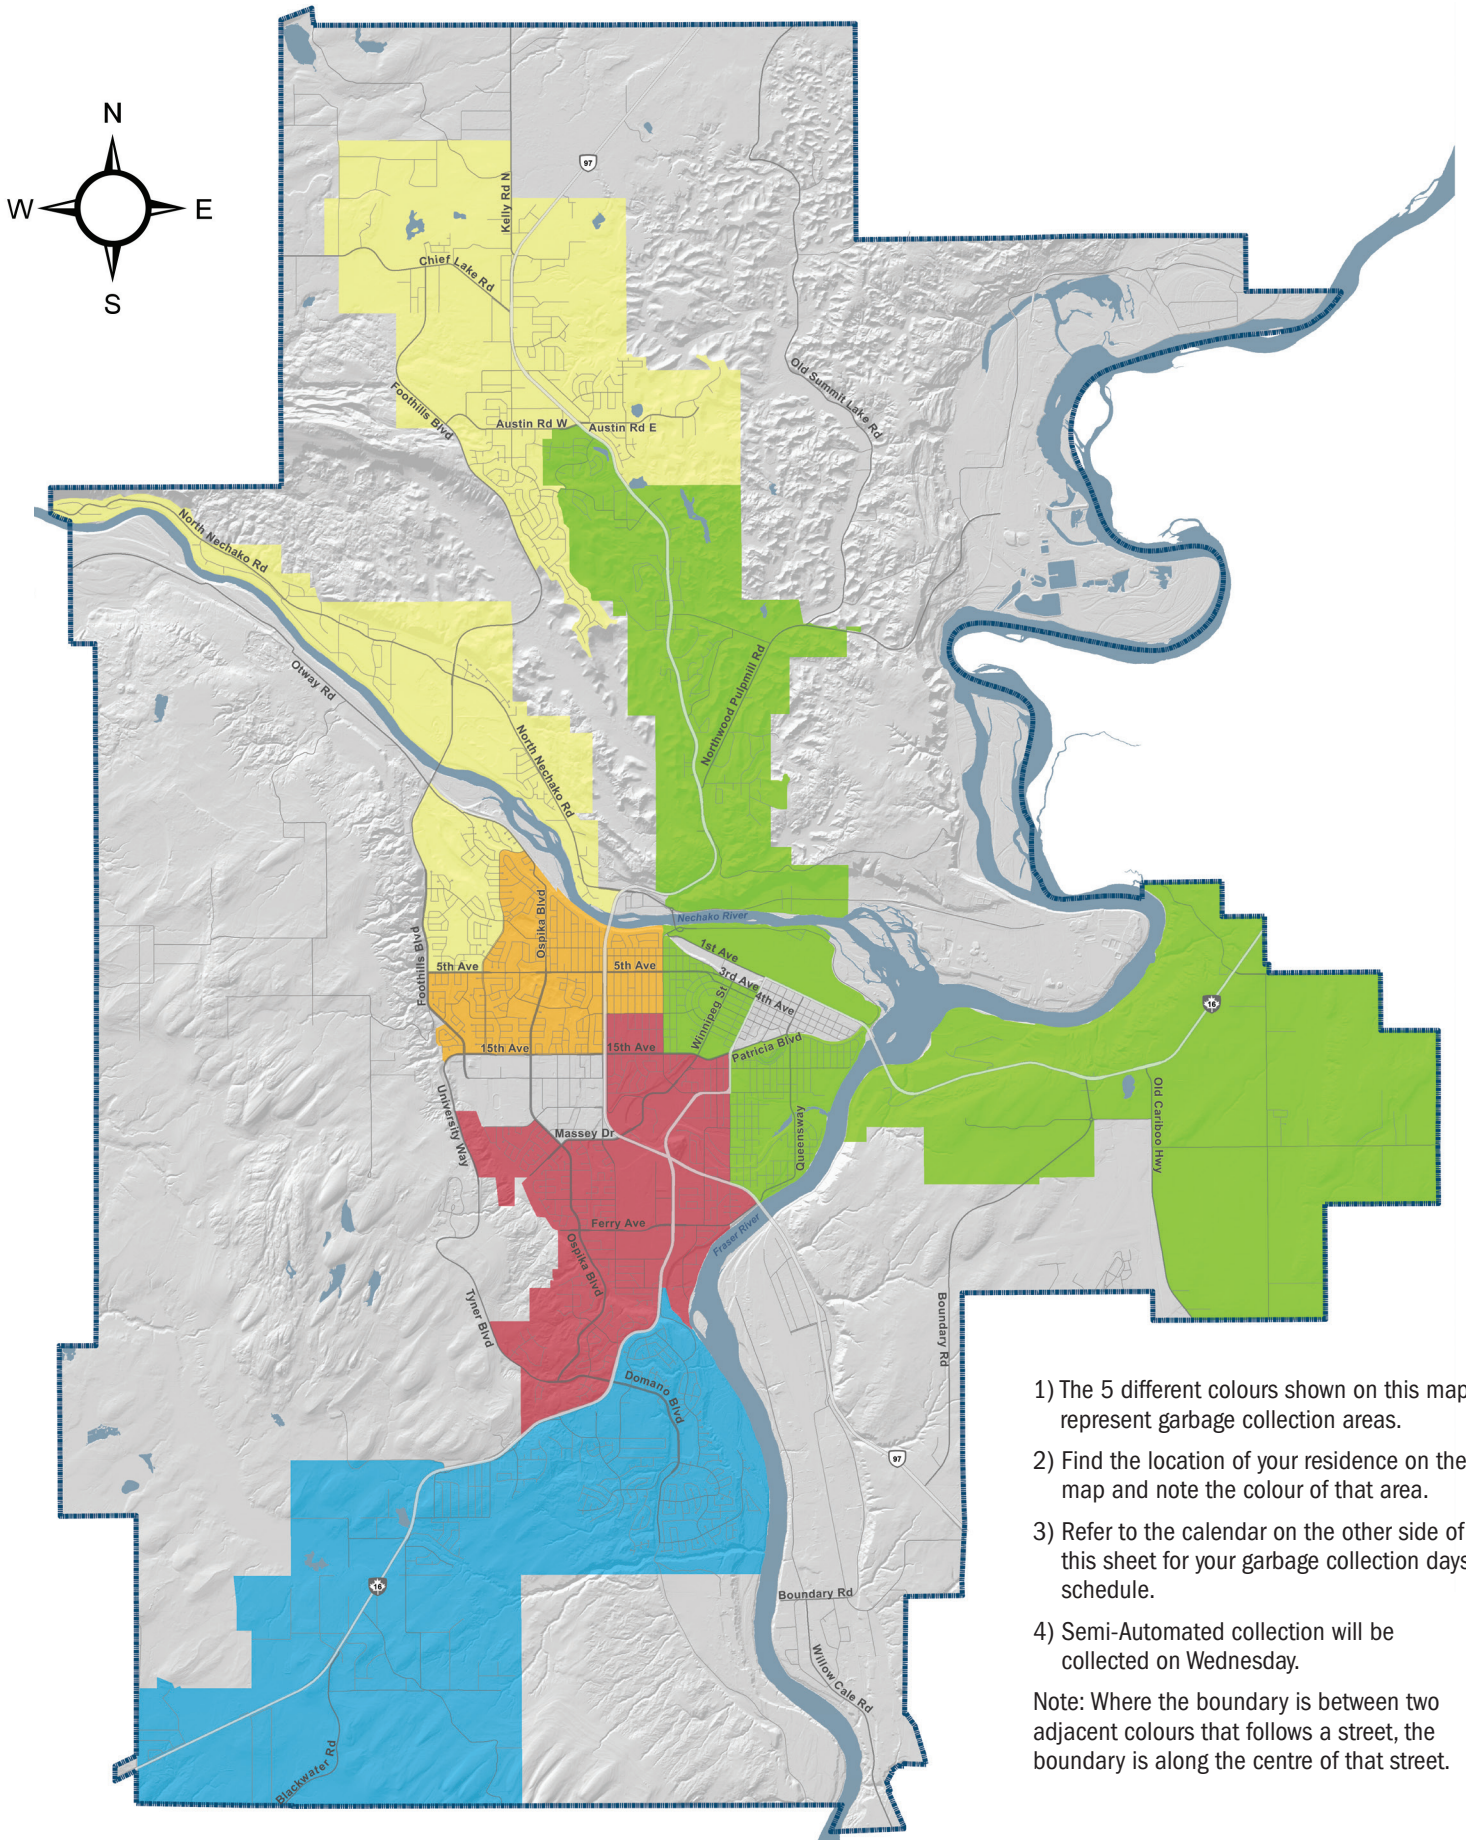 N
W
E
S
97
Kelly Rd N
Chief Lake Rd
Foothills Blvd
Austin Rd W
Austin Rd E
Old Summit Lake Rd
North Nechako Rd
Otway Rd
North Nechako Rd
Northwood Pulpmill Rd
Nechako River
Ospika Blvd
Foothills Blvd
5th Ave
5th Ave
1st Ave
3rd Ave
4th Ave
Winnipeg St
16
15th Ave
15th Ave
Patricia Blvd
University Way
Massey Dr
Queensway
Old Cariboo Hwy
Ferry Ave
Fraser River
Ospika Blvd
Tyner Blvd
Boundary Rd
Domano Blvd
97
16
Boundary Rd
Willow Cale Rd
Blackwater Rd
1) The 5 different colours shown on this map
represent garbage collection areas.
2) Find the location of your residence on the
map and note the colour of that area.
3) Refer to the calendar on the other side of
this sheet for your garbage collection days
schedule.
4) Semi-Automated collection will be
collected on Wednesday.
Note: Where the boundary is between two
adjacent colours that follows a street, the
boundary is along the centre of that street.